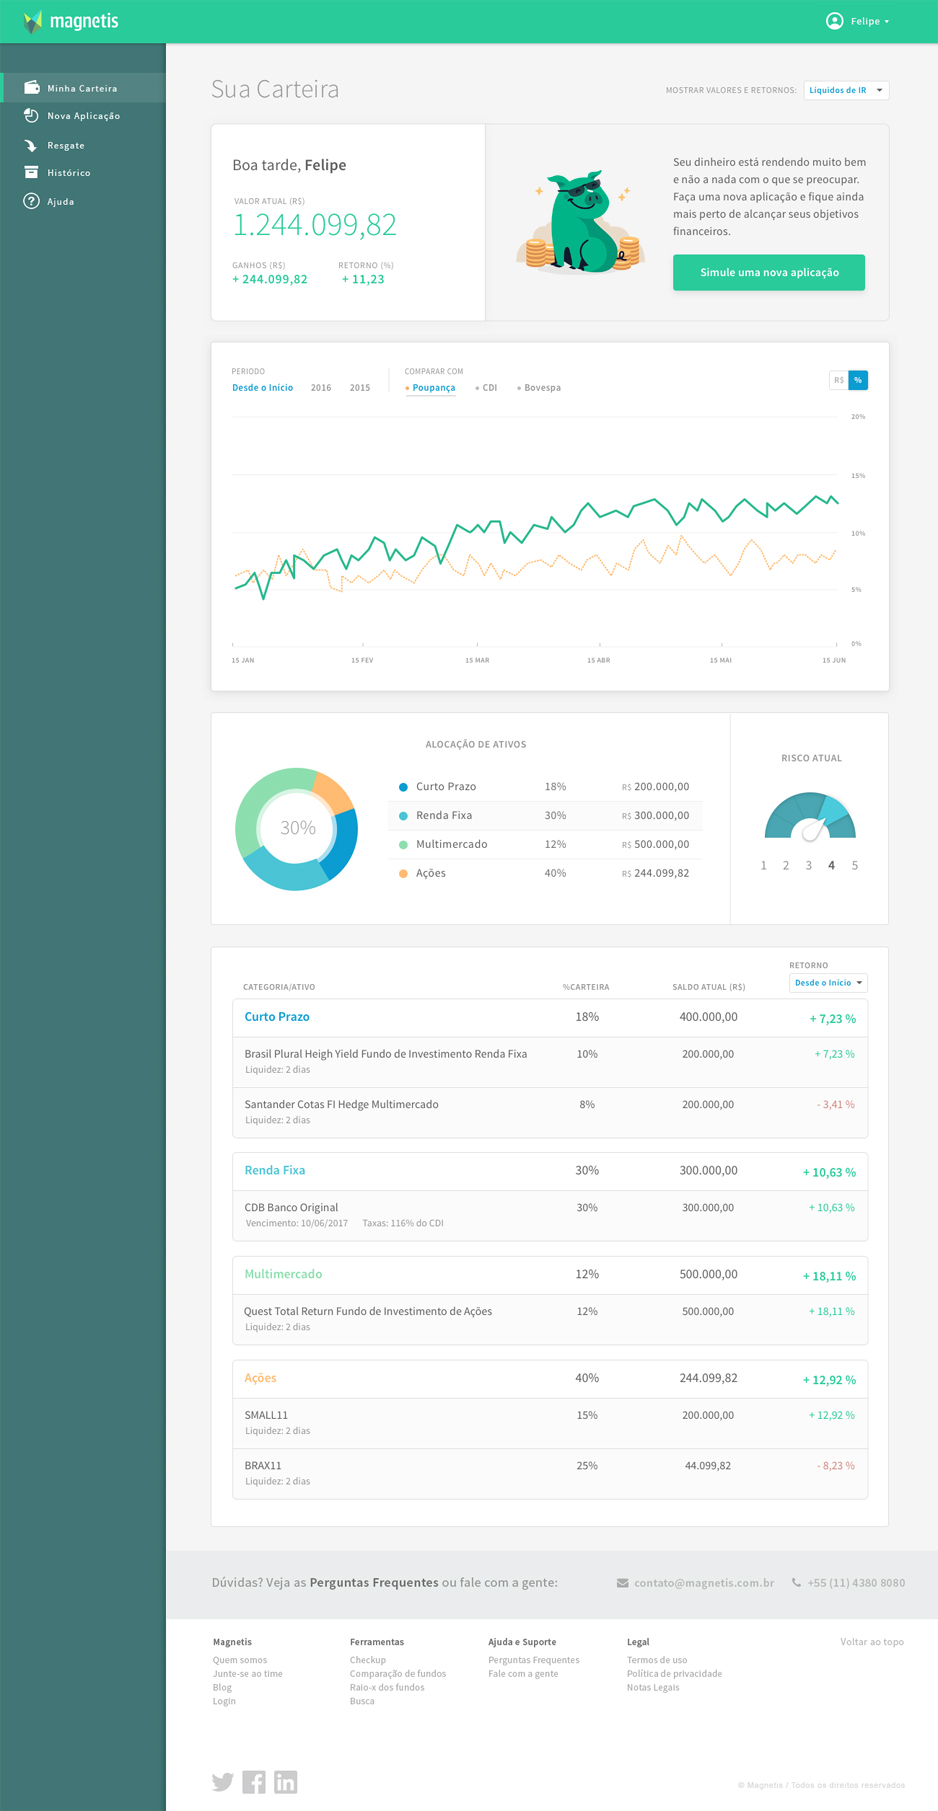 magnetis
Felipe
Minha Carteira
Nova Aplicação
Resgate
Histórico
Ajuda
Sua Carteira
MOSTRAR VALORES E RETORNOS:
Líquidos de IR
Boa tarde, Felipe
VALOR ATUAL (R$)
1.244.099,82
GANHOS (R$) RETORNO (%)
+ 244.099,82 + 11,23
Seu dinheiro está rendendo muito bem
e não a nada com o que se preocupar.
Faça uma nova aplicação e fique ainda
mais perto de alcançar seus objetivos
financeiros.
Simule uma nova aplicação
PERIODO COMPARAR COM
Desde o Início 2016 2015 Poupança CDI Bovespa
R$ %
20%
15%
10%
5%
0%
15 JAN 15 FEV 15 MAR 15 ABR 15 MAI 15 JUN
ALOCAÇÃO DE ATIVOS
30%
Curto Prazo 18% R$ 200.000,00
Renda Fixa 30% R$ 300.000,00
Multimercado 12% R$ 500.000,00
Ações 40% R$ 244.099,82
RISCO ATUAL
1 2 3 4 5
RETORNO
CATEGORIA/ATIVO %CARTEIRA SALDO ATUAL (R$) Desde o Início
Curto Prazo 18% 400.000,00 + 7,23 %
Brasil Plural Heigh Yield Fundo de Investimento Renda Fixa 10% 200.000,00 + 7,23 %
Liquidez: 2 dias
Santander Cotas FI Hedge Multimercado 8% 200.000,00 - 3,41 %
Liquidez: 2 dias
Renda Fixa 30% 300.000,00 + 10,63 %
CDB Banco Original 30% 300.000,00 + 10,63 %
Vencimento: 10/06/2017 Taxas: 116% do CDI
Multimercado 12% 500.000,00 + 18,11 %
Quest Total Return Fundo de Investimento de Ações 12% 500.000,00 + 18,11 %
Liquidez: 2 dias
Ações 40% 244.099,82 + 12,92 %
SMALL11 15% 200.000,00 + 12,92 %
Liquidez: 2 dias
BRAX11 25% 44.099,82 - 8,23 %
Liquidez: 2 dias
Dúvidas? Veja as Perguntas Frequentes ou fale com a gente:
contato@magnetis.com.br +55 (11) 4380 8080
Magnetis Ferramentas Ajuda e Suporte Legal Voltar ao topo
Quem somos Checkup Perguntas Frequentes Termos de uso
Junte-se ao time Comparação de fundos Fale com a gente Política de privacidade
Blog Raio-x dos fundos Notas Legais
Login Busca
© Magnetis / Todos os direitos reservados